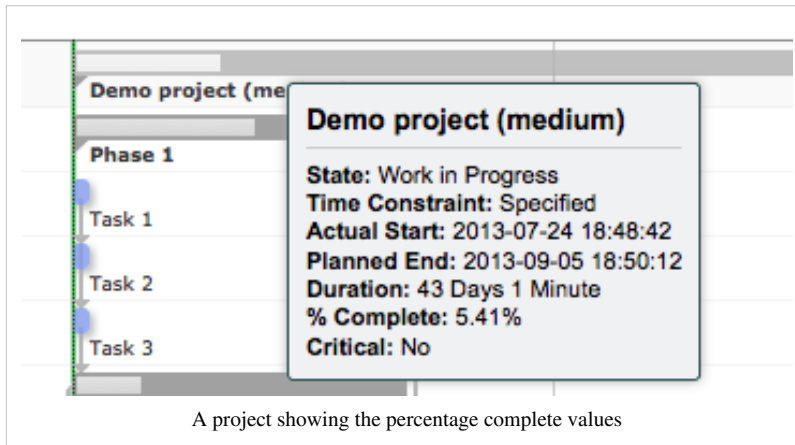 Demo project (me
Demo project (medium)
State: Work in Progress
Time Constraint: Specified
Actual Start: 2013-07-24 18:48:42
Planned End: 2013-09-05 18:50:12
Duration: 43 Days 1 Minute
% Complete: 5.41%
Critical: No
Phase 1
Task 1
Task 2
Task 3
A project showing the percentage complete values